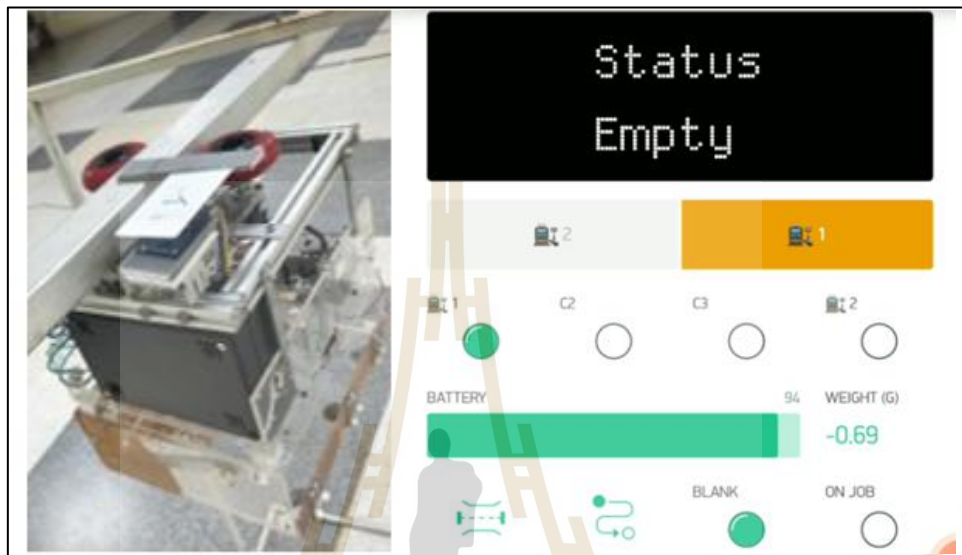 Status
Empty
2 1
1 C2 C3 2
BATTERY 94 WEIGHT (G)
-0.69
BLANK ON JOB